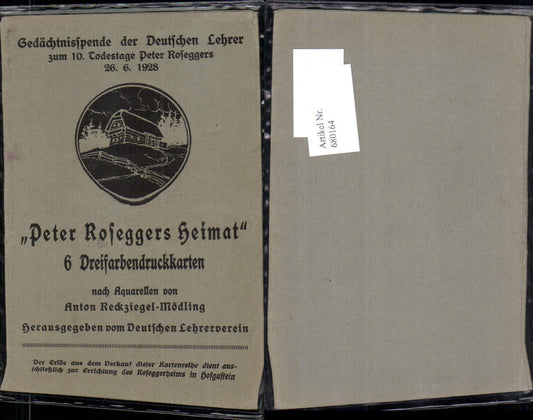 Gedächtnisspende der Deutschen Lehrer
zum 10. Todestage Peter Roseggers
26. 6. 1928
„Peter Roseggers Heimat“
6 Dreifarbendruckkarten
nach Aquarellen von
Anton Reckziegel-Mödling
Herausgegeben vom Deutschen Lehrerverein
Der Erlös aus dem Verkauf dieser Kartenreihe dient aus-
schließlich zur Errichtung des Roseggerheims in Hofgastein
Artikel Nr.
680164